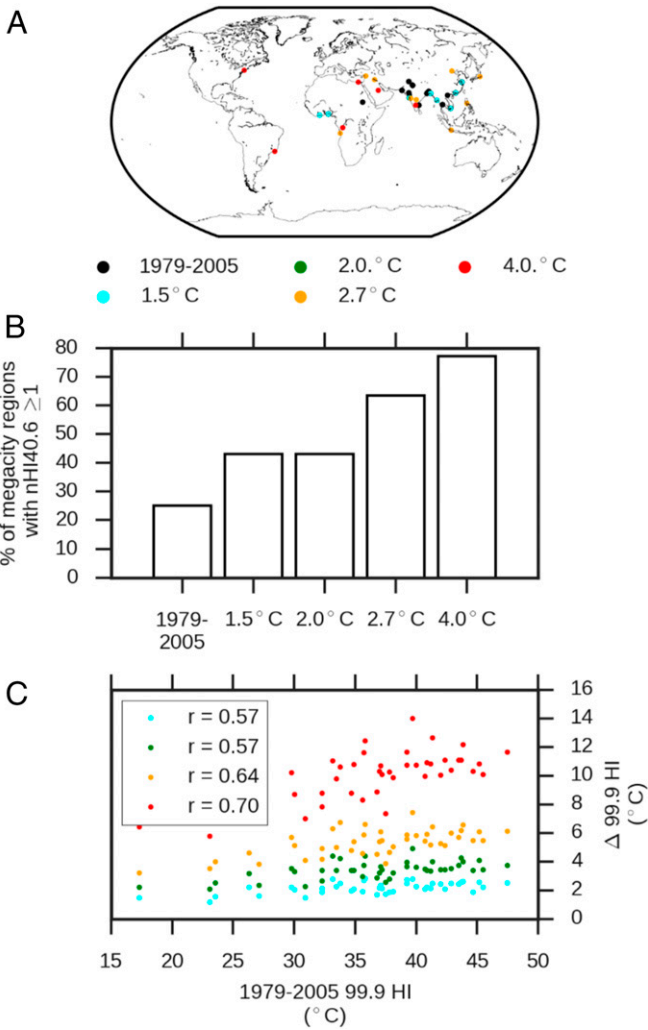 A
1979-2005
2.0.°C
4.0.°C
1.5°C
2.7°C
B
% of megacity regions
with nHI40.6 ≥1
80
70
60
50
40
30
20
10
0
1979-
2005
1.5°C
2.0°C
2.7°C
4.0°C
C
r = 0.57
r = 0.57
r = 0.64
r = 0.70
16
14
12
10
8
6
4
2
0
Δ 99.9 HI
(°C)
15
20
25
30
35
40
45
50
1979-2005 99.9 HI
(°C)